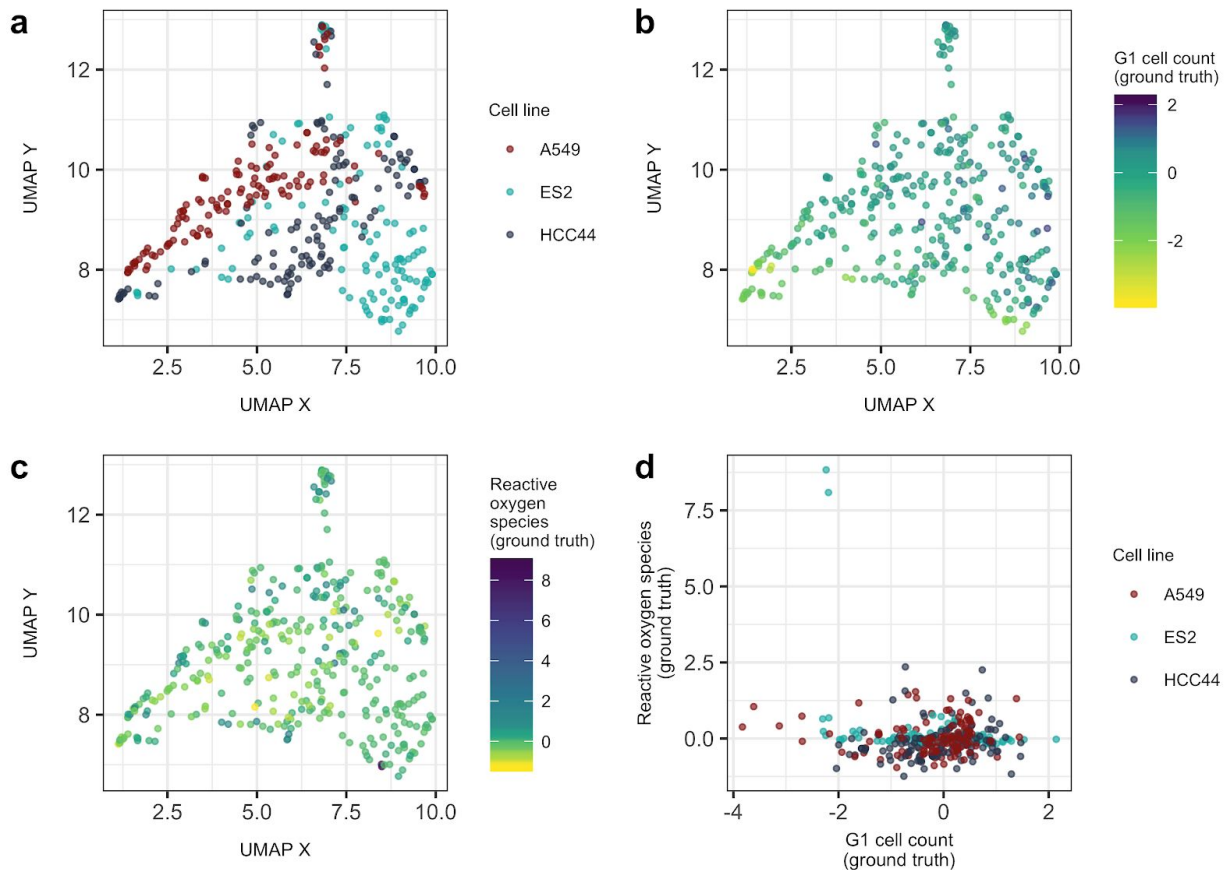 a
12
10
8
UMAP Y
2.5 5.0 7.5 10.0
UMAP X
Cell line
A549
ES2
HCC44
b
12
10
8
UMAP Y
2.5 5.0 7.5 10.0
UMAP X
G1 cell count
(ground truth)
2
0
-2
c
12
10
8
UMAP Y
2.5 5.0 7.5 10.0
UMAP X
Reactive
oxygen
species
(ground truth)
8
6
4
2
0
d
7.5
5.0
2.5
0.0
Reactive oxygen species
(ground truth)
-4 -2 0 2
G1 cell count
(ground truth)
Cell line
A549
ES2
HCC44